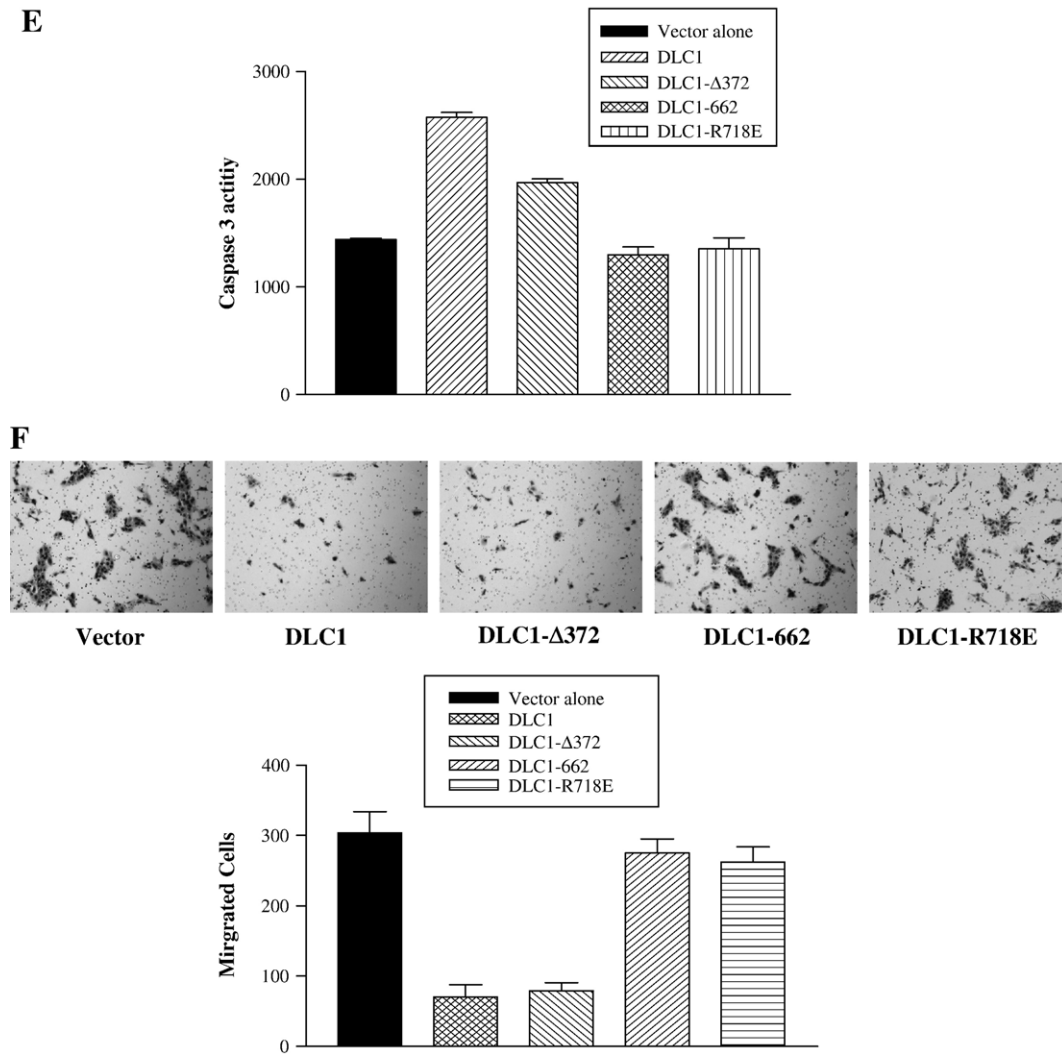 E
Vector alone
DLC1
DLC1-Δ372
DLC1-662
DLC1-R718E
3000
2000
1000
0
Caspase 3 actitiy
F
Vector
DLC1
DLC1-Δ372
DLC1-662
DLC1-R718E
Vector alone
DLC1
DLC1-Δ372
DLC1-662
DLC1-R718E
400
300
200
100
0
Mirgrated Cells